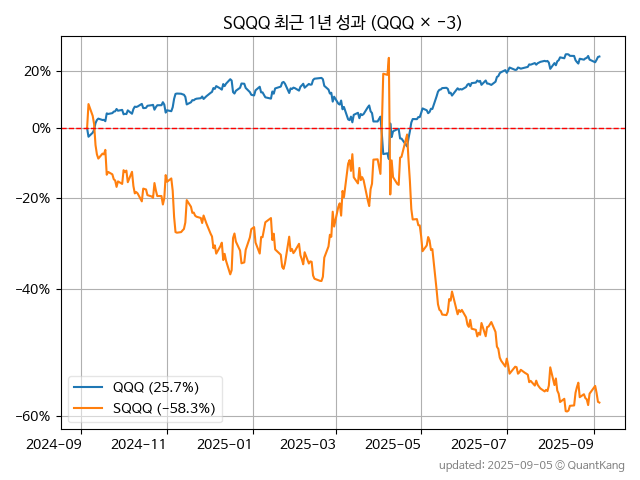 SQQQ 최근 1년 성과 (QQQ × −3)
20%
0%
−20%
−40%
−60%
QQQ (25.7%)
SQQQ (−58.3%)
2024-09 2024-11 2025-01 2025-03 2025-05 2025-07 2025-09
updated: 2025-09-05 © QuantKang